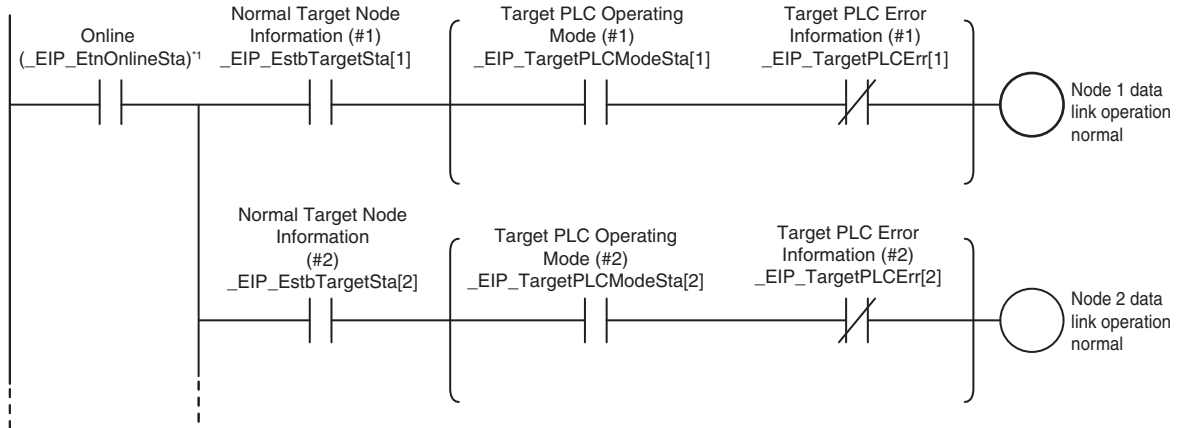 Online
(_EIP_EtnOnlineSta)*1
Normal Target Node
Information (#1)
_EIP_EstbTargetSta[1]
Target PLC Operating
Mode (#1)
_EIP_TargetPLCModeSta[1]
Target PLC Error
Information (#1)
_EIP_TargetPLCErr[1]
Node 1 data
link operation
normal
Normal Target Node
Information
(#2)
_EIP_EstbTargetSta[2]
Target PLC Operating
Mode (#2)
_EIP_TargetPLCModeSta[2]
Target PLC Error
Information (#2)
_EIP_TargetPLCErr[2]
Node 2 data
link operation
normal